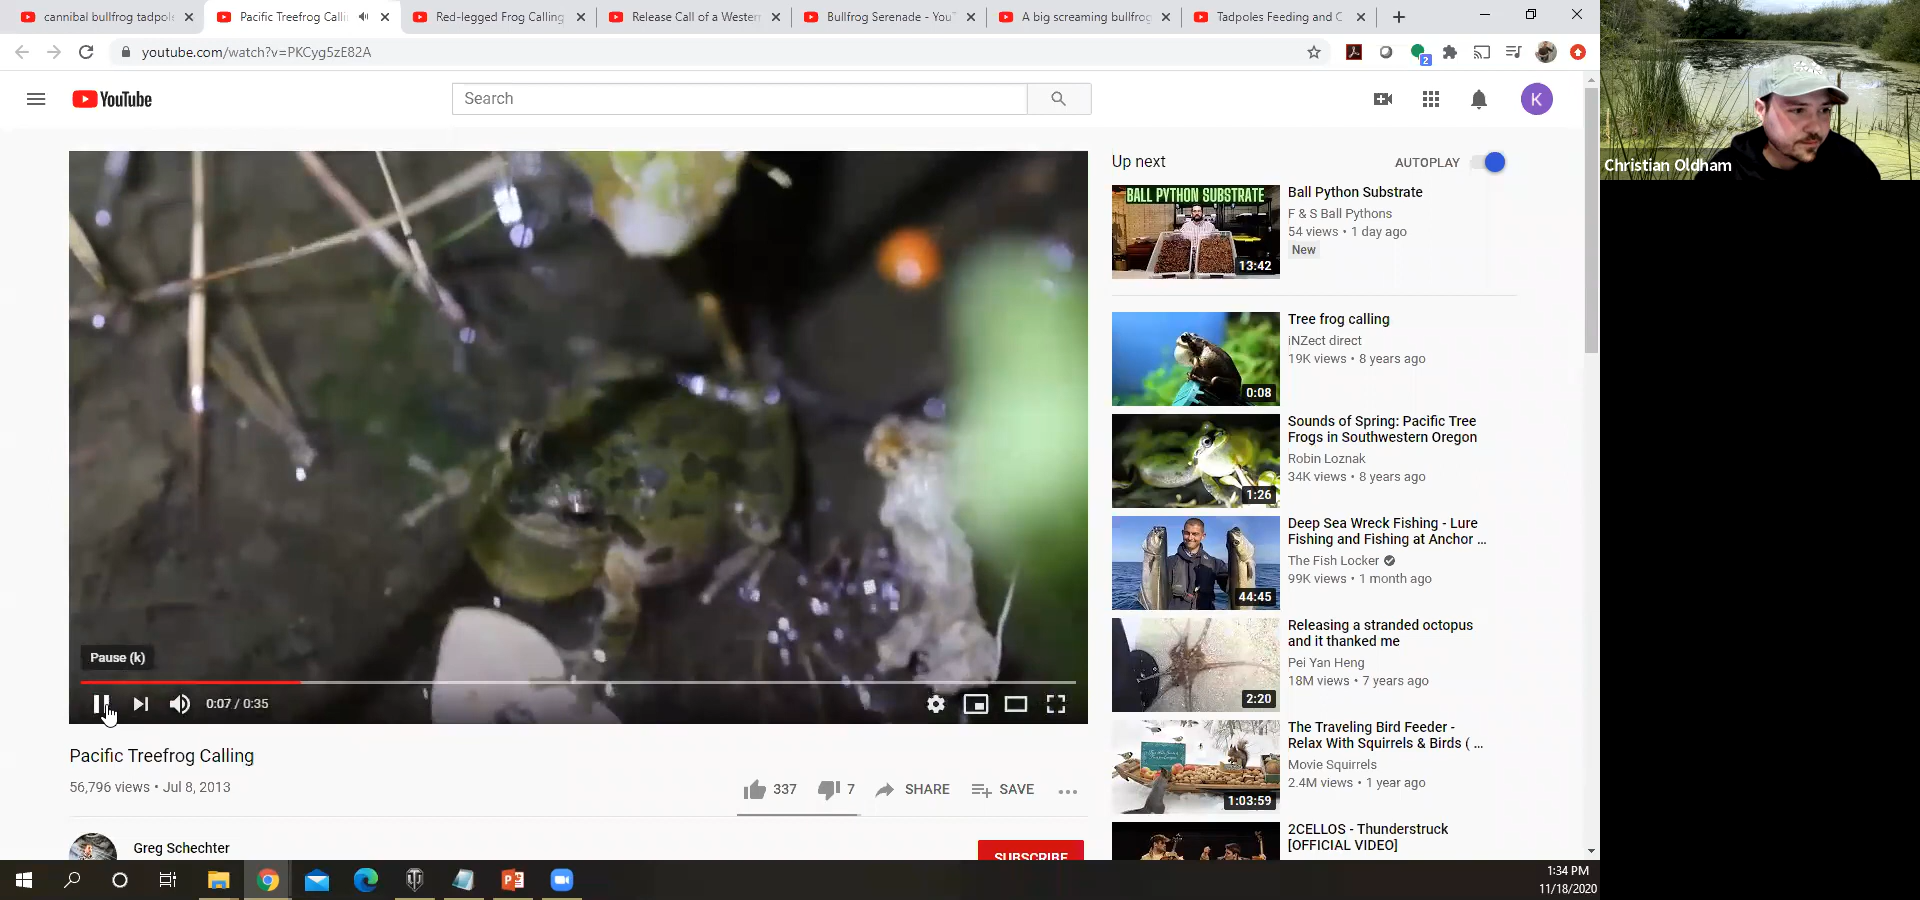 cannibal bullfrog tadpol
Pacific Treefrog Calli
Red-legged Frog Calling
Release Call of a Wester
Bullfrog Serenade - YouT
A big screaming bullfrog
Tadpoles Feeding and C
youtube.com/watch?v=PKCyg5zE82A
2
YouTube
Search
K
Christian Oldham
Up next
AUTOPLAY
BALL PYTHON SUBSTRATE
13:42
Ball Python Substrate
F & S Ball Pythons
54 views • 1 day ago
New
0:08
Tree frog calling
iNZect direct
19K views • 8 years ago
1:26
Sounds of Spring: Pacific Tree
Frogs in Southwestern Oregon
Robin Loznak
34K views • 8 years ago
44:45
Deep Sea Wreck Fishing - Lure
Fishing and Fishing at Anchor ...
The Fish Locker
99K views • 1 month ago
2:20
Releasing a stranded octopus
and it thanked me
Pei Yan Heng
18M views • 7 years ago
1:03:59
The Traveling Bird Feeder -
Relax With Squirrels & Birds ( ...
Movie Squirrels
2.4M views • 1 year ago
2CELLOS - Thunderstruck
[OFFICIAL VIDEO]
Pause (k)
0:07 / 0:35
Pacific Treefrog Calling
56,796 views • Jul 8, 2013
337
7
SHARE
SAVE
Greg Schechter
SUBSCRIBE
1:34 PM
11/18/2020